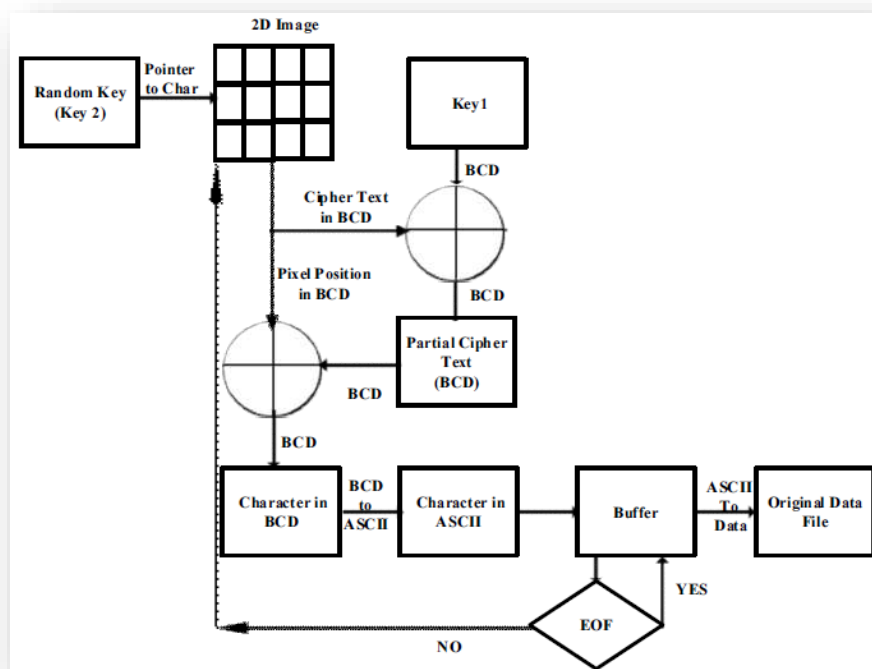 2D Image
Random Key
(Key 2)
Pointer
to Char
Key1
BCD
Cipher Text
in BCD
Pixel Position
in BCD
BCD
Partial Cipher
Text
(BCD)
BCD
BCD
Character in
BCD
BCD
to
ASCII
Character in
ASCII
Buffer
ASCII
To
Data
Original Data
File
EOF
YES
NO